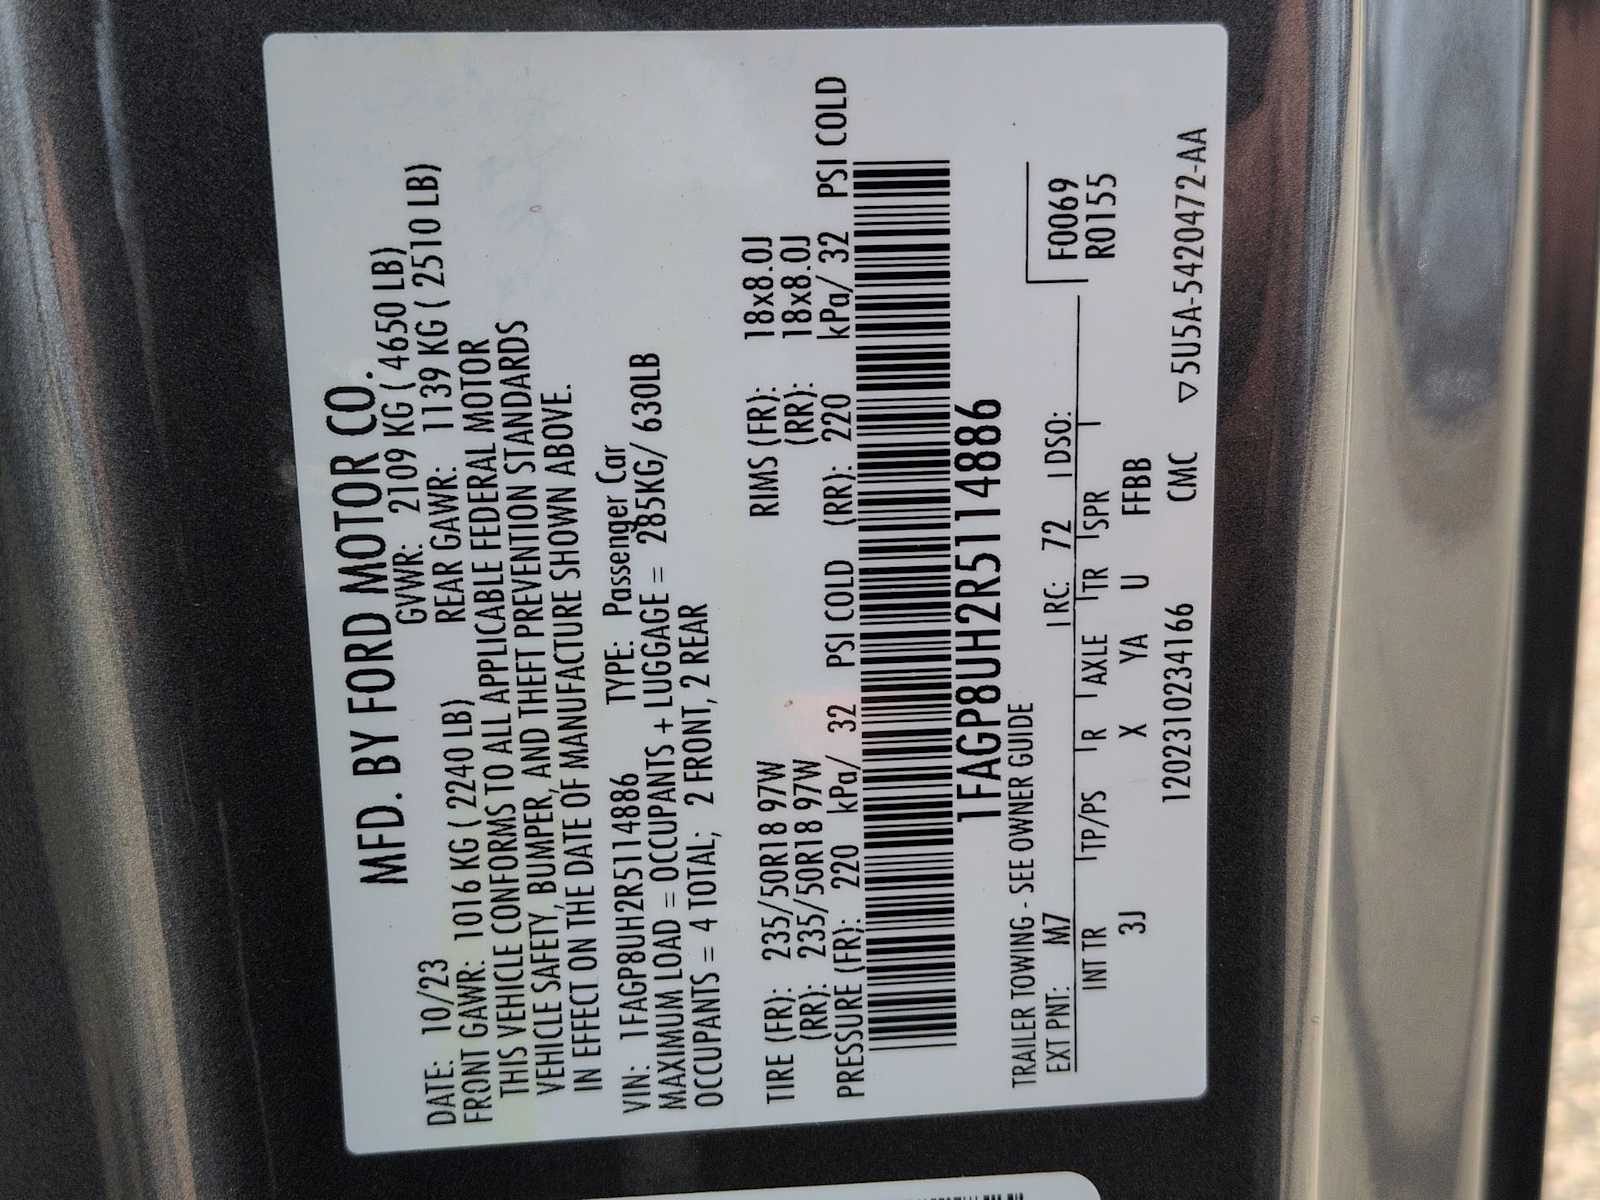 MFD. BY FORD MOTOR CO.
DATE: 10/23 GVWR: 2109 KG ( 4650 LB)
FRONT GAWR: 1016 KG ( 2240 LB) REAR GAWR: 1139 KG ( 2510 LB)
THIS VEHICLE CONFORMS TO ALL APPLICABLE FEDERAL MOTOR
VEHICLE SAFETY, BUMPER, AND THEFT PREVENTION STANDARDS
IN EFFECT ON THE DATE OF MANUFACTURE SHOWN ABOVE.
VIN: 1FAGP8UH2R5114886 TYPE: Passenger Car
MAXIMUM LOAD = OCCUPANTS + LUGGAGE = 285KG/ 630LB
OCCUPANTS = 4 TOTAL; 2 FRONT, 2 REAR
TIRE (FR): 235/50R18 97W RIMS (FR): 18x8.0J
(RR): 235/50R18 97W (RR): 18x8.0J
PRESSURE (FR): 220 kPa/ 32 PSI COLD (RR): 220 kPa/ 32 PSI COLD
1FAGP8UH2R5114886
TRAILER TOWING - SEE OWNER GUIDE
EXT PNT: M7 RC: 72 DSO: F0069
R0155
INT TR TP/PS R AXLE TR SPR
3J X YA U FFBB
1202310234166 CMC ▽5U5A-5420472-AA